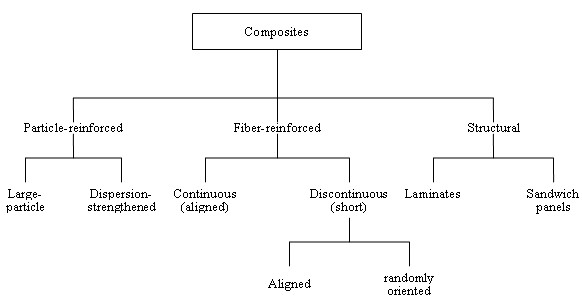 Composites
Particle-reinforced
Fiber-reinforced
Structural
Large-
particle
Dispersion-
strengthened
Continuous
(aligned)
Discontinuous
(short)
Laminates
Sandwich
panels
Aligned
randomly
oriented